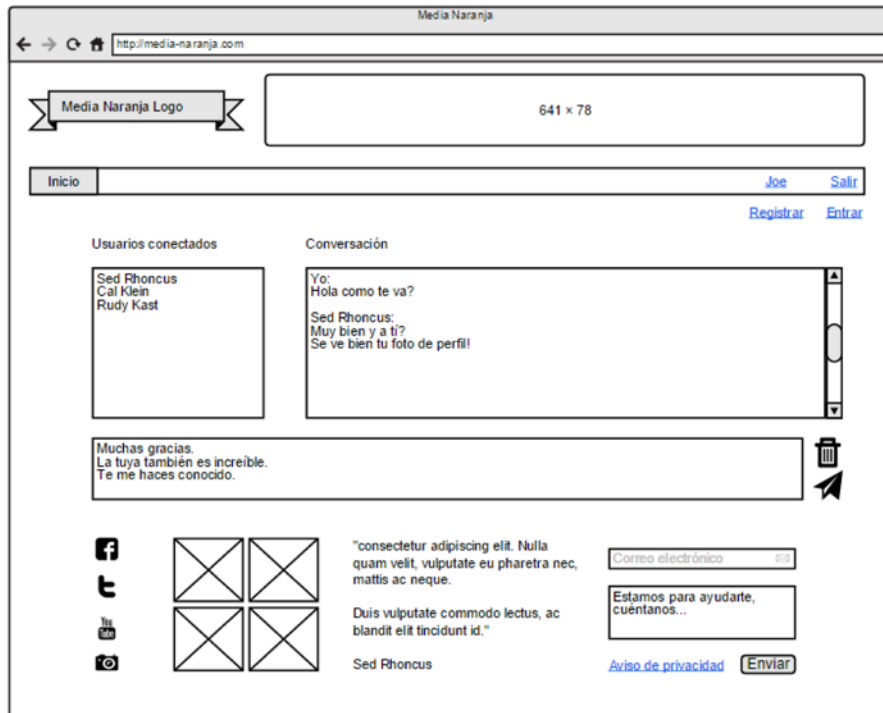 Media Naranja
http://media-naranja.com
Media Naranja Logo
641 × 78
Inicio
Joe
Salir
Registrar
Entrar
Usuarios conectados
Conversación
Sed Rhoncus
Cal Klein
Rudy Kast
Yo:
Hola como te va?
Sed Rhoncus:
Muy bien y a tí?
Se ve bien tu foto de perfil!
Muchas gracias.
La tuya también es increíble.
Te me haces conocido.
You
Tube
"consectetur adipiscing elit. Nulla
quam velit, vulputate eu pharetra nec,
mattis ac neque.
Duis vulputate commodo lectus, ac
blandit elit tincidunt id."
Sed Rhoncus
Correo electrónico
Estamos para ayudarte,
cuéntanos...
Aviso de privacidad
Enviar